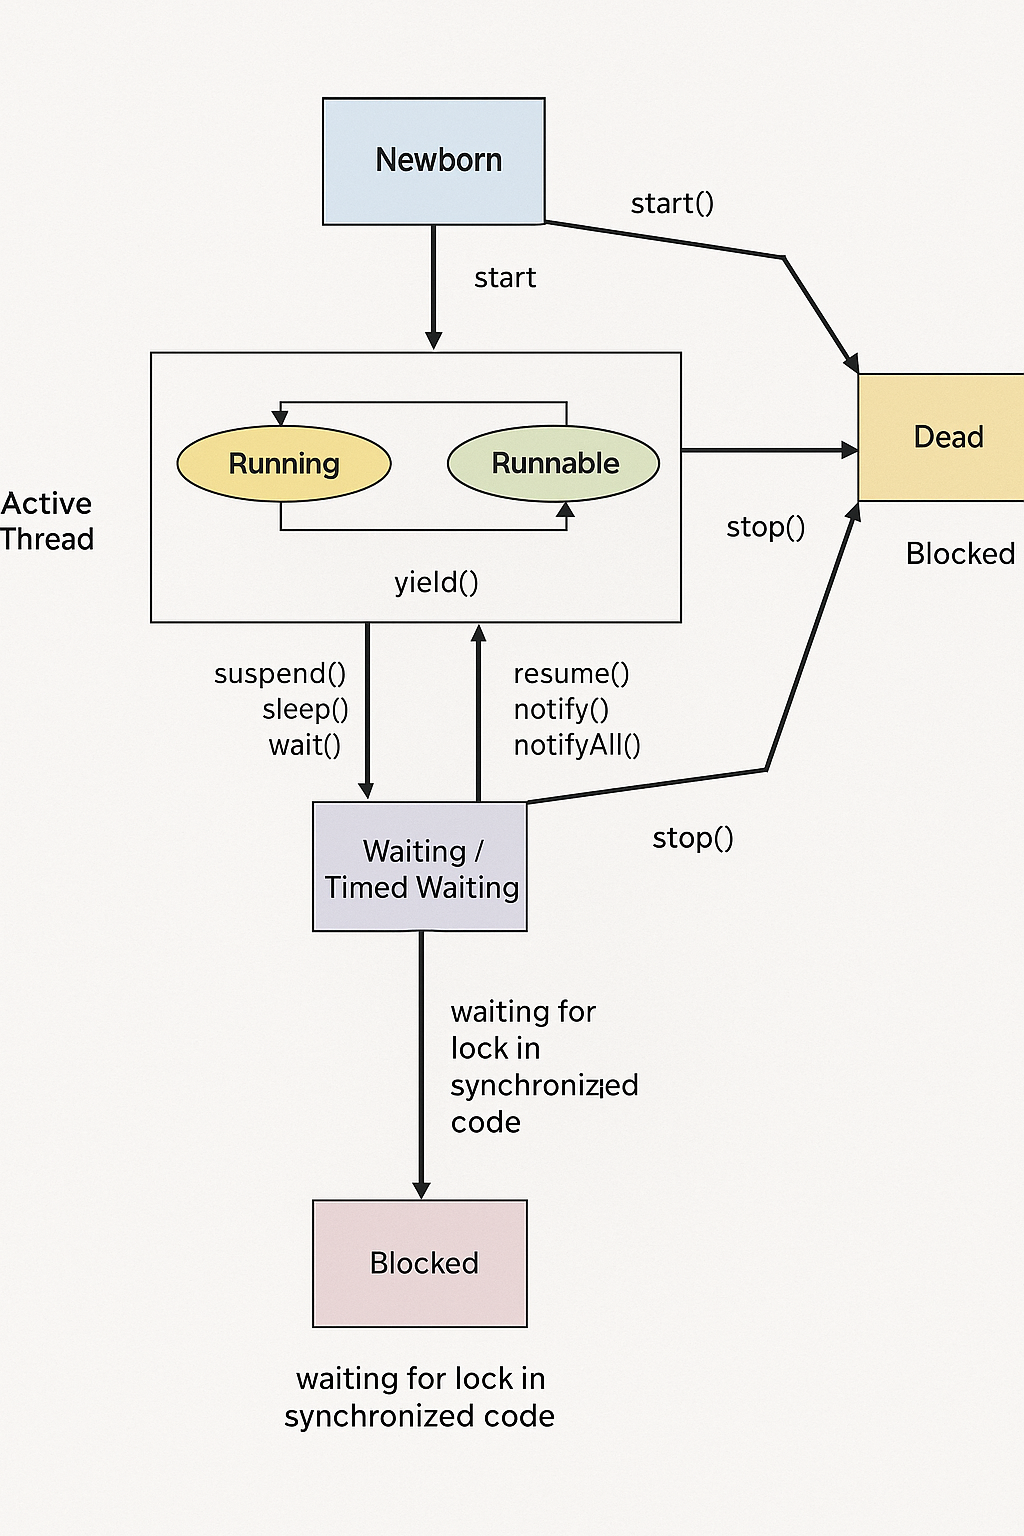 Newborn
start()
start
Running
Runnable
Dead
Active
Thread
stop()
Blocked
yield()
suspend()
sleep()
wait()
resume()
notify()
notifyAll()
Waiting /
Timed Waiting
stop()
waiting for
lock in
synchronized
code
Blocked
waiting for lock in
synchronized code